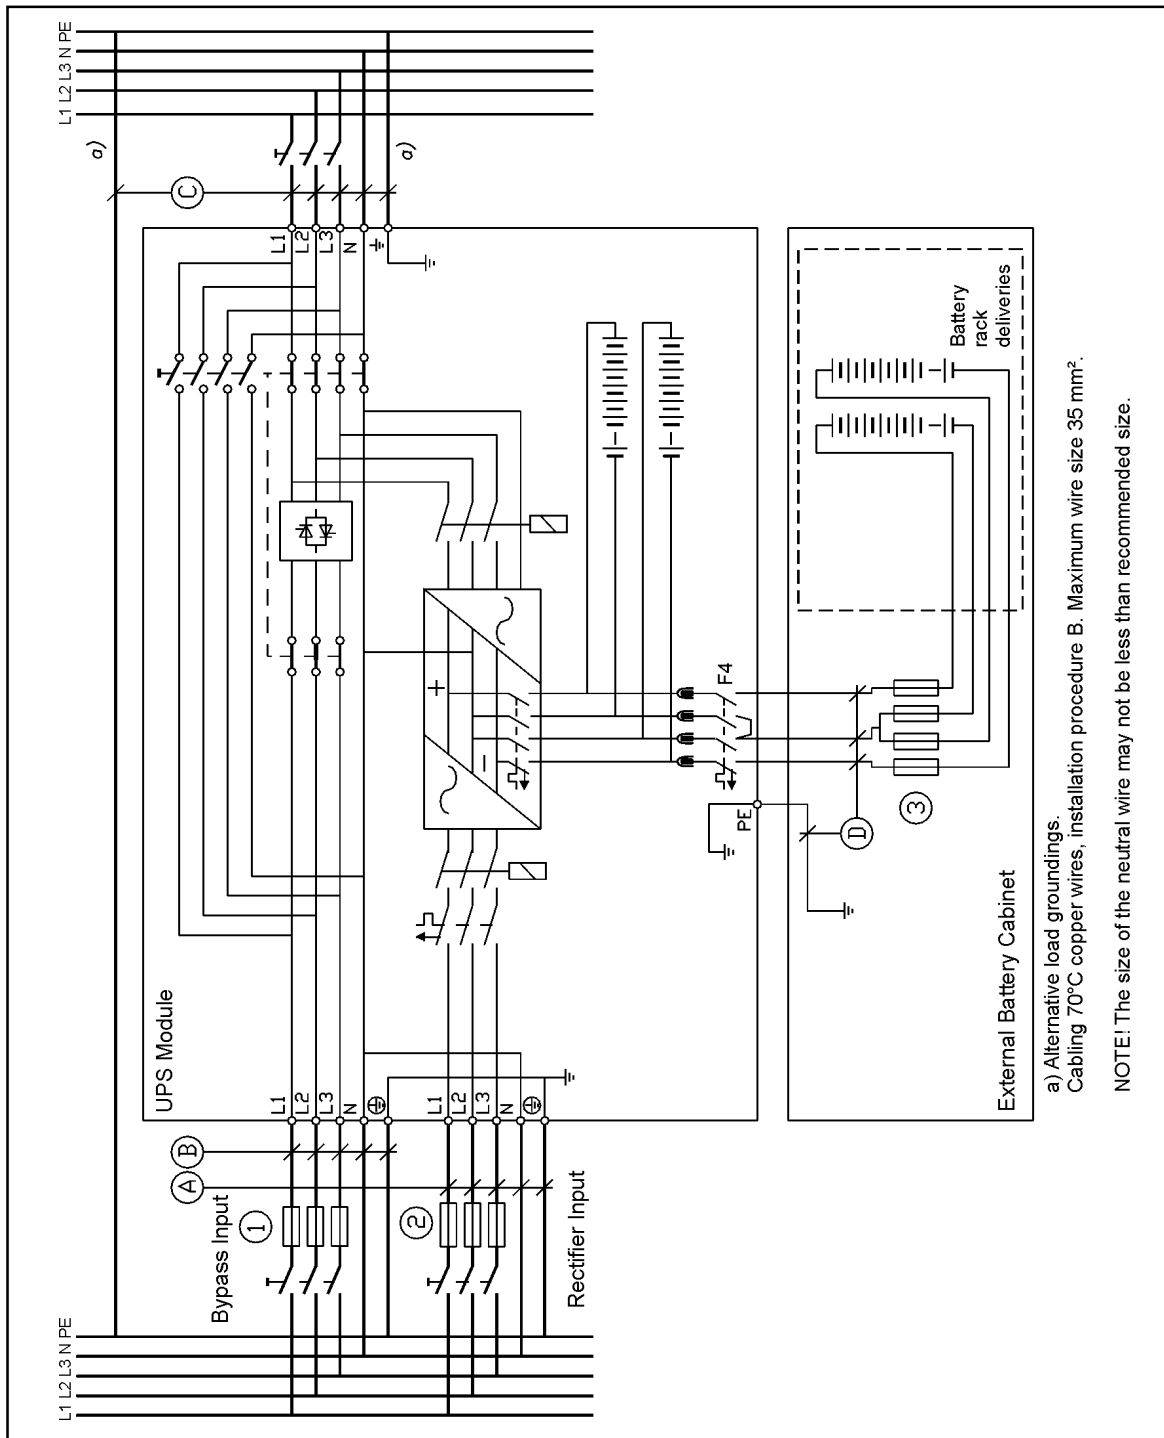 L1 L2 L3 N PE
Bypass Input
1
A
B
2
Rectifier Input
UPS Module
L1
L2
L3
N
L1
L2
L3
N
+
−
F4
PE
L1
L2
L3
N
C
a)
a)
L1 L2 L3 N PE
External Battery Cabinet
3
D
Battery
rack
deliveries
a) Alternative load groundings.
Cabling 70°C copper wires, installation procedure B. Maximum wire size 35 mm².
NOTE! The size of the neutral wire may not be less than recommended size.